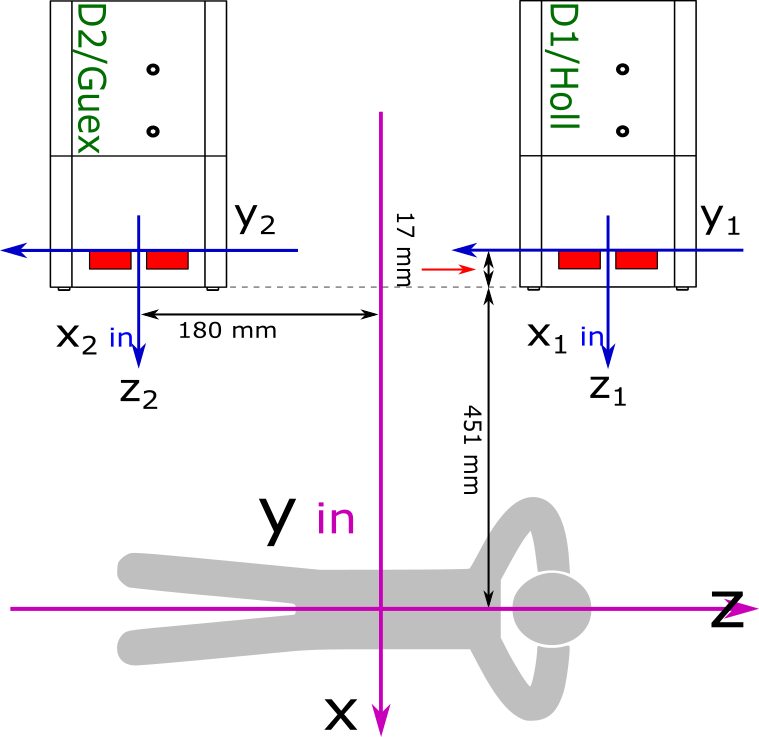 D2/Guex
D1/Holl
y2
y1
17 mm
x2 in
180 mm
x1 in
z2
z1
451 mm
y in
z
x